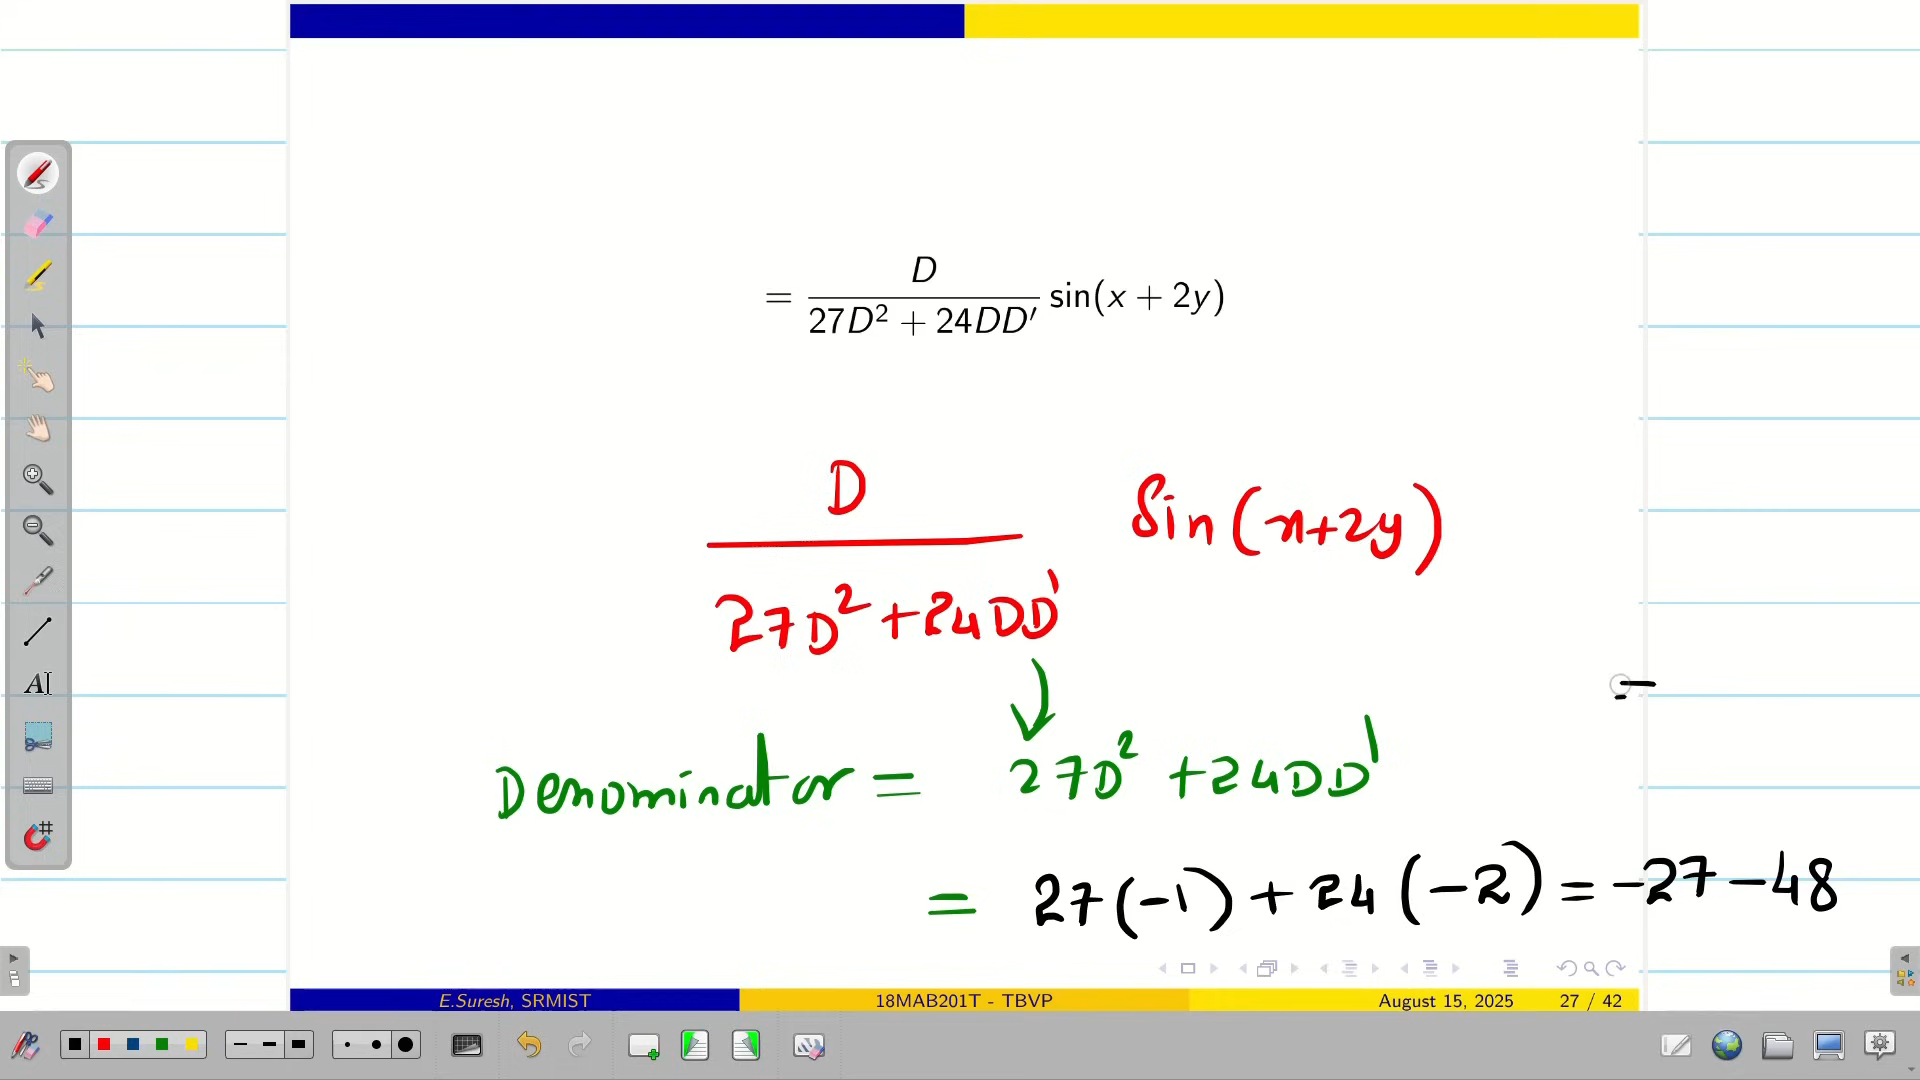 = D / 27D² + 24DD′ sin(x + 2y)
D / 27D² + 24DD' Sin(x+2y)
=
Denominator = 27D² + 24DD'
= 27(-1) + 24(-2) = -27 - 48
E.Suresh, SRMIST 18MAB201T - TBVP August 15, 2025 27 / 42